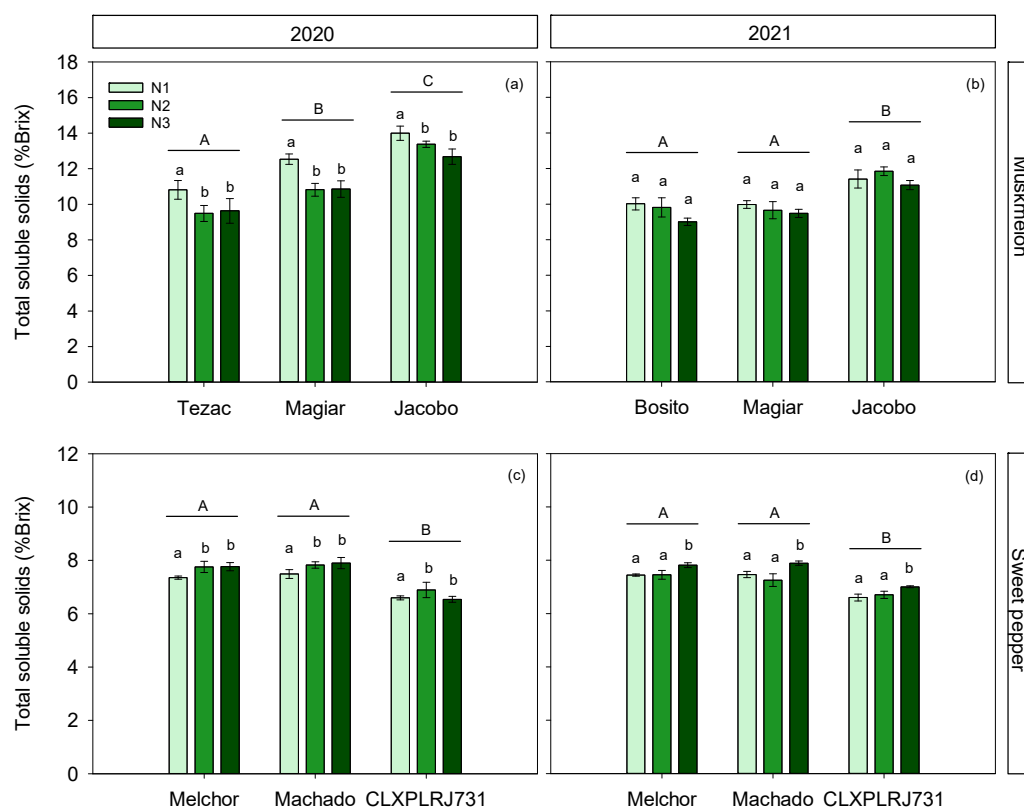 2020
2021
Total soluble solids (%Brix)
18
16
14
12
10
8
6
4
2
0
N1
N2
N3
(a)
A
B
C
a
b
b
a
b
b
a
b
b
Tezac
Magiar
Jacobo
(b)
A
A
B
a
a
a
a
a
a
a
a
a
Bosito
Magiar
Jacobo
Muskmelon
Total soluble solids (%Brix)
12
10
8
6
4
2
0
(c)
A
A
B
a
b
b
a
b
b
a
b
b
Melchor
Machado
CLXPLRJ731
(d)
A
A
B
a
a
b
a
a
b
a
a
b
Melchor
Machado
CLXPLRJ731
Sweet pepper